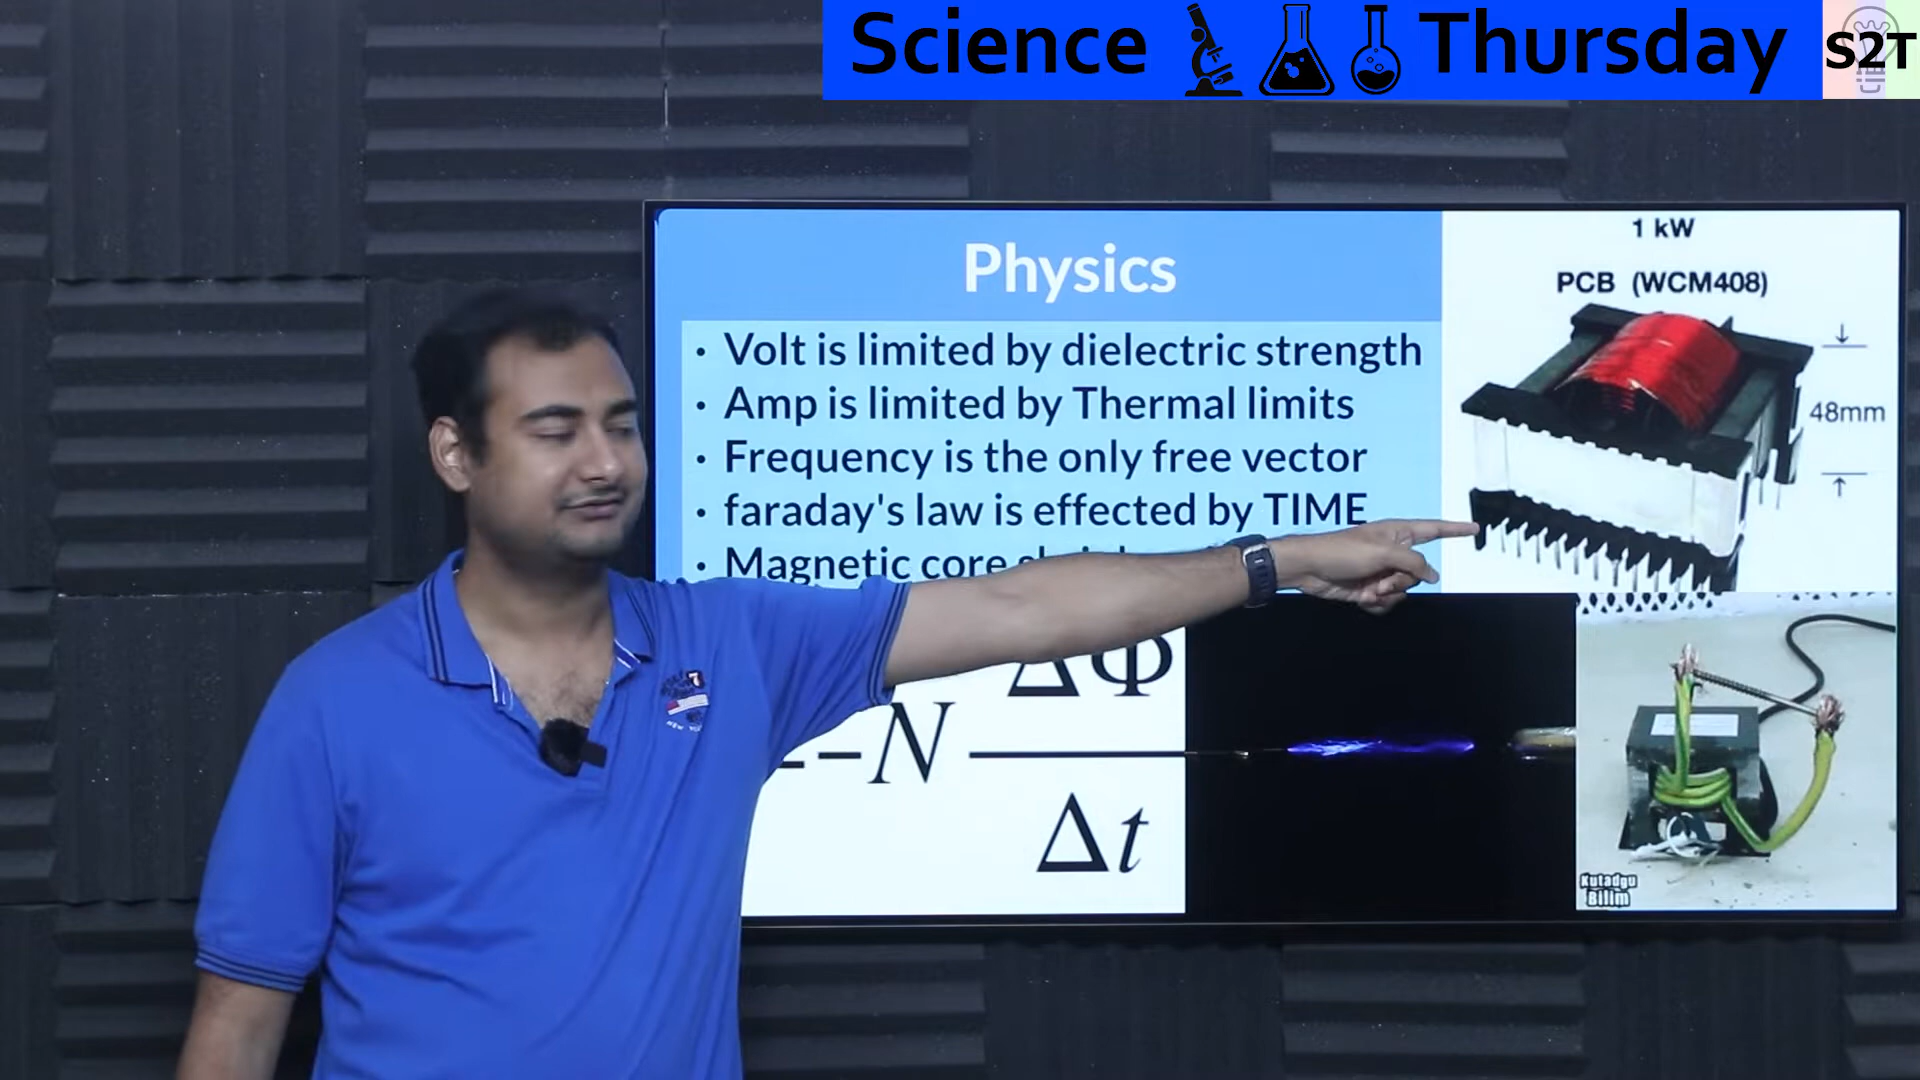 Science Thursday
S2T
Physics
• Volt is limited by dielectric strength
• Amp is limited by Thermal limits
• Frequency is the only free vector
• faraday's law is effected by TIME
• Magnetic core
1 kW
PCB (WCM408)
48mm
ΔΦ
-N
Δt
Kutadgu
Bilim